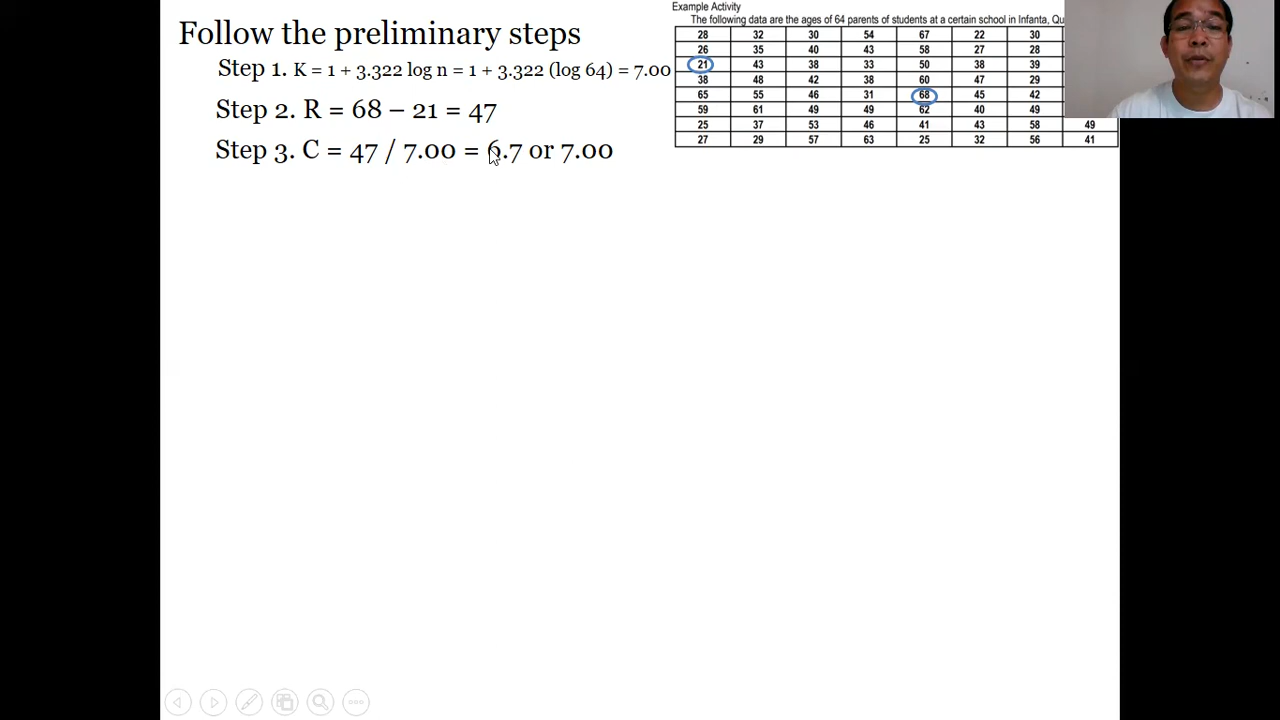 Follow the preliminary steps
Step 1. K = 1 + 3.322 log n = 1 + 3.322 (log 64) = 7.00
Step 2. R = 68 – 21 = 47
Step 3. C = 47 / 7.00 = 6.7 or 7.00
Example Activity
The following data are the ages of 64 parents of students at a certain school in Infanta,
28 32 30 54 67 22 30
26 35 40 43 58 27 28
21 43 38 33 50 38 39
38 48 42 38 60 47 29
65 55 46 31 68 45 42
59 61 49 49 62 40 49
25 37 53 46 41 43 58 49
27 29 57 63 25 32 56 41